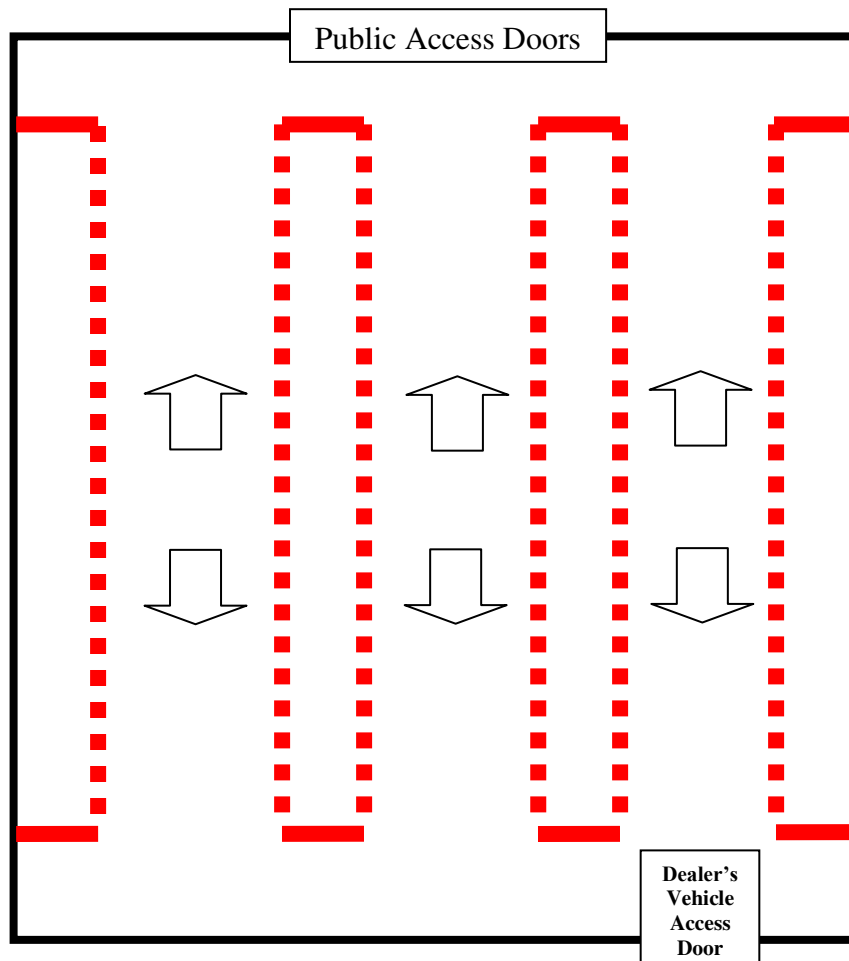 Public Access Doors
Dealer’s
Vehicle
Access
Door